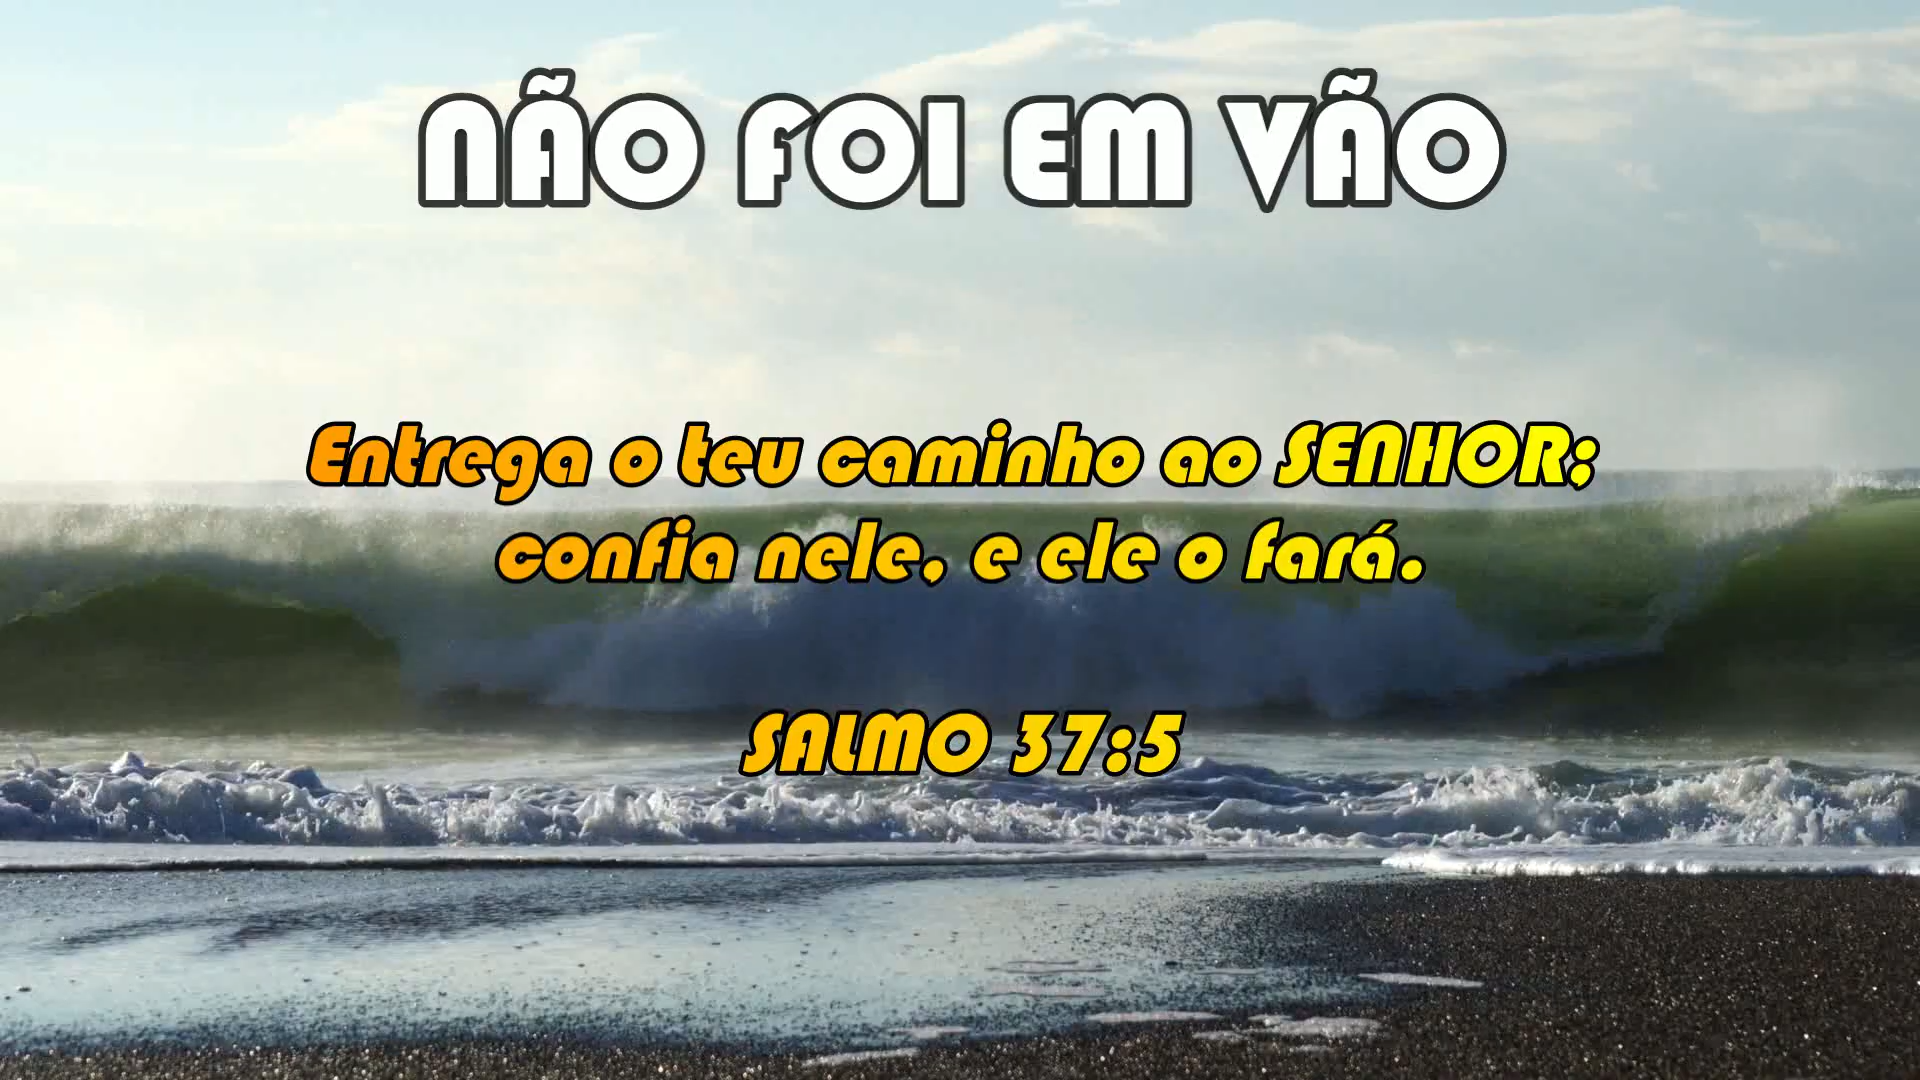 NÃO FOI EM VÃO
Entrega o teu caminho ao SENHOR;
confia nele, e ele o fará.
SALMO 37:5